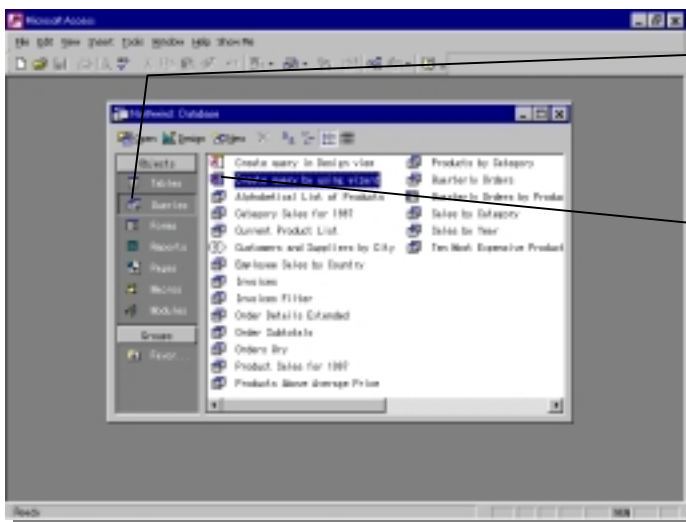 Microsoft Access
File Edit View Insert Tools Window Help Show Me
Northwind: Database
Open Design New
Objects
Tables
Queries
Forms
Reports
Pages
Macros
Modules
Groups
Favor...
Create query in Design view
Create query by using wizard
Alphabetical List of Products
Category Sales for 1997
Current Product List
Customers and Suppliers by City
Employee Sales by Country
Invoices
Invoices Filter
Order Details Extended
Order Subtotals
Orders Qry
Product Sales for 1997
Products Above Average Price
Products by Category
Quarterly Orders
Quarterly Orders by Produc
Sales by Category
Sales by Year
Ten Most Expensive Product
Ready
NUM